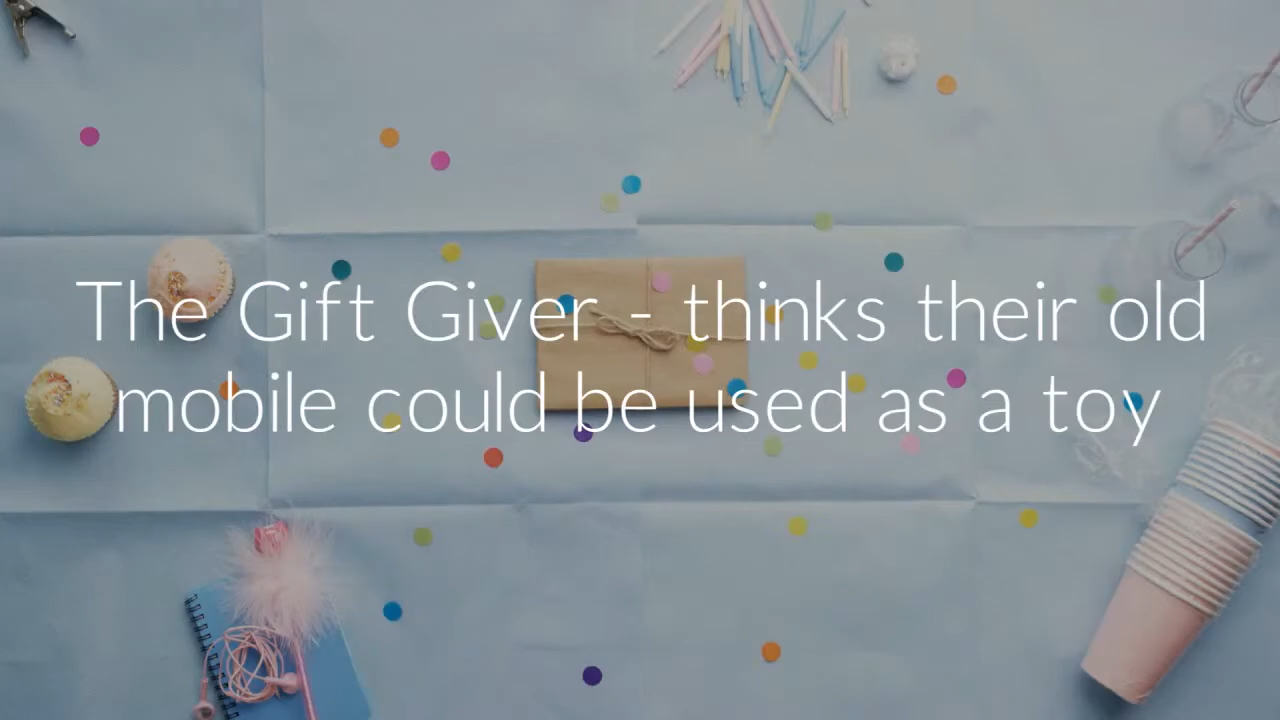 The Gift Giver - thinks their old
mobile could be used as a toy